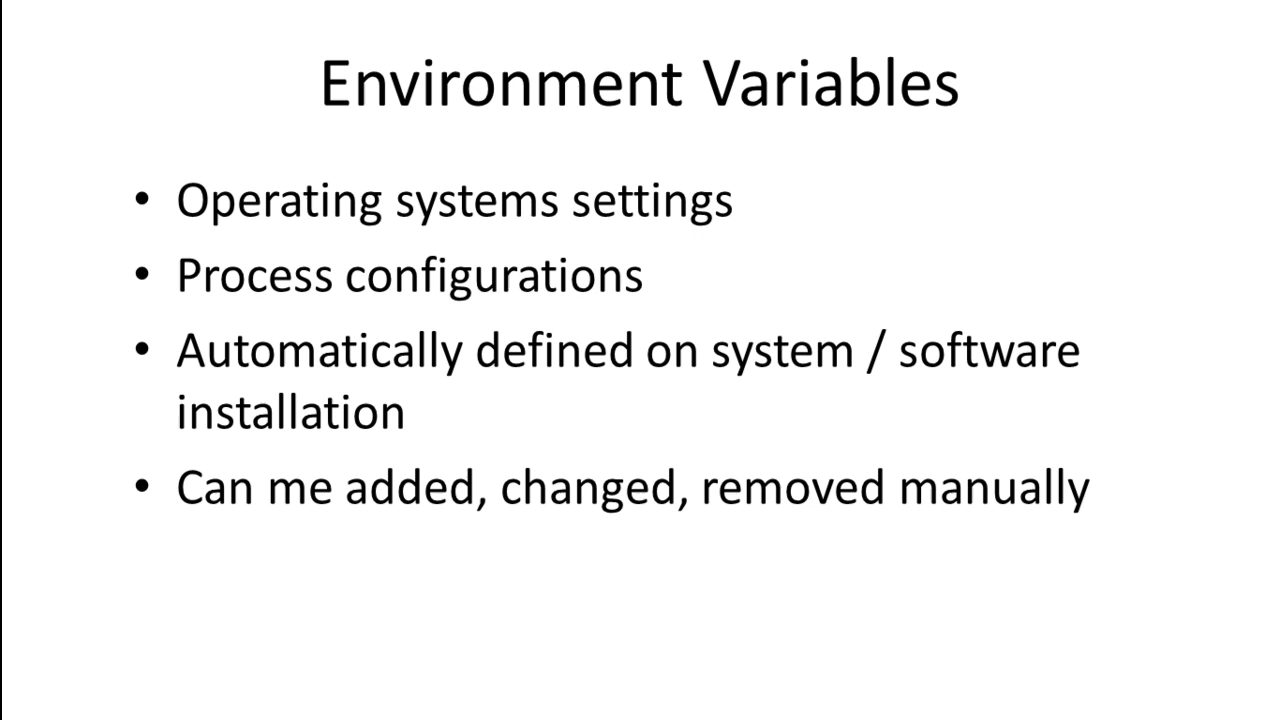 Environment Variables
• Operating systems settings
• Process configurations
• Automatically defined on system / software
installation
• Can me added, changed, removed manually